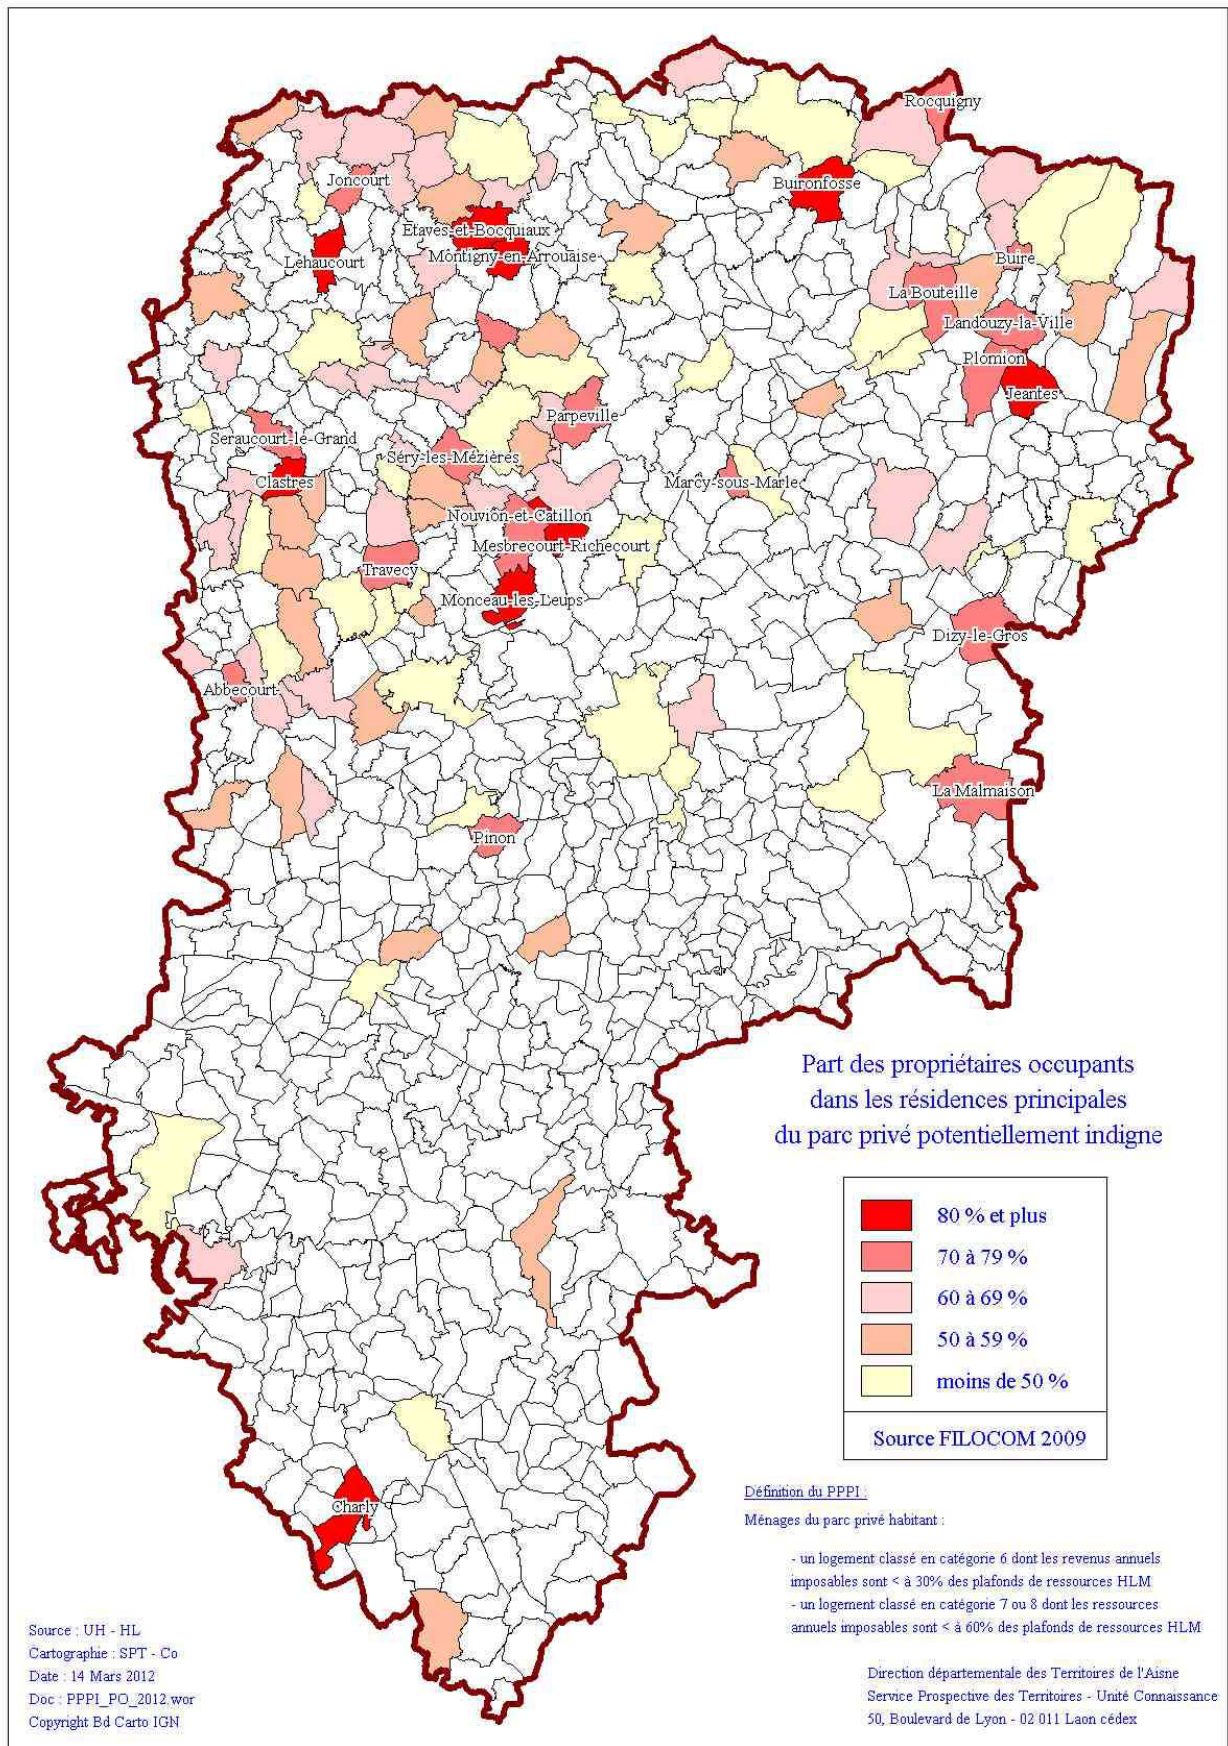 Rocquigny
Joncourt
Buironfosse
Etaves-et-Bocquiaux
Montigny-en-Arrouaise
Lehaucourt
Buire
La Bouteille
Landouzy-la-Ville
Plomion
Jeantes
Parpeville
Seraucourt-le-Grand
Séry-les-Mézières
Clastres
Marcy-sous-Marle
Nouvion-et-Catillon
Mesbrecourt-Richecourt
Travecy
Monceau-les-Leups
Dizy-le-Gros
Abbecourt
La Malmaison
Pinon
Charly
Part des propriétaires occupants
dans les résidences principales
du parc privé potentiellement indigne
80 % et plus
70 à 79 %
60 à 69 %
50 à 59 %
moins de 50 %
Source FILOCOM 2009
Définition du PPPI :
Ménages du parc privé habitant :
- un logement classé en catégorie 6 dont les revenus annuels
imposables sont < à 30% des plafonds de ressources HLM
- un logement classé en catégorie 7 ou 8 dont les ressources
annuels imposables sont < à 60% des plafonds de ressources HLM
Source : UH - HL
Cartographie : SPT - Co
Date : 14 Mars 2012
Doc : PPPI_PO_2012.wor
Copyright Bd Carto IGN
Direction départementale des Territoires de l'Aisne
Service Prospective des Territoires - Unité Connaissance
50, Boulevard de Lyon - 02 011 Laon cédex